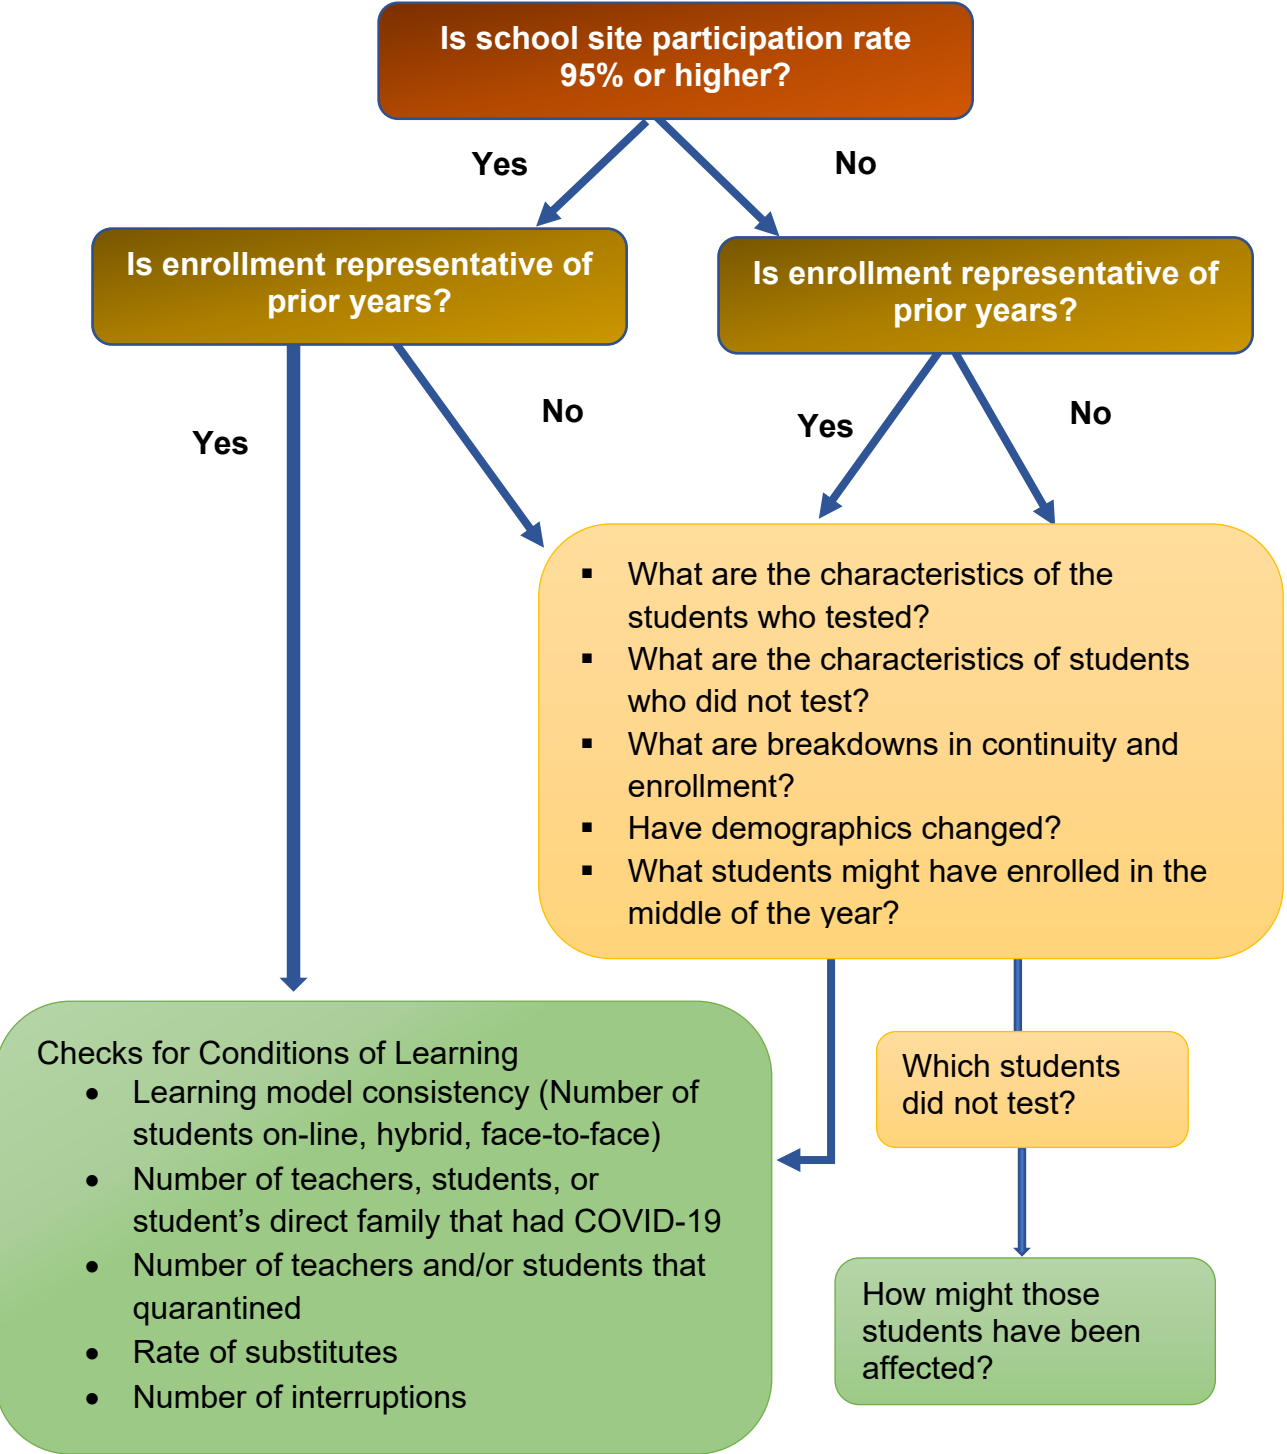 Is school site participation rate
95% or higher?
Yes
No
Is enrollment representative of
prior years?
Is enrollment representative of
prior years?
Yes
No
Yes
No
▪ What are the characteristics of the
students who tested?
▪ What are the characteristics of students
who did not test?
▪ What are breakdowns in continuity and
enrollment?
▪ Have demographics changed?
▪ What students might have enrolled in the
middle of the year?
Checks for Conditions of Learning
• Learning model consistency (Number of
students on-line, hybrid, face-to-face)
• Number of teachers, students, or
student’s direct family that had COVID-19
• Number of teachers and/or students that
quarantined
• Rate of substitutes
• Number of interruptions
Which students
did not test?
How might those
students have been
affected?